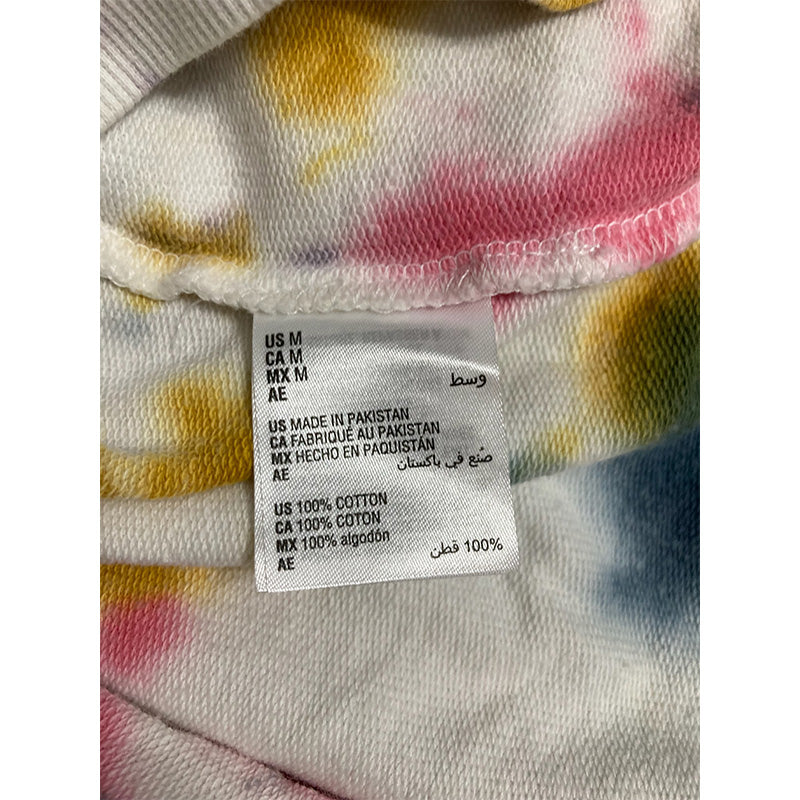 US M
CA M
MX M
AE وسط
US MADE IN PAKISTAN
CA FABRIQUÉ AU PAKISTAN
MX HECHO EN PAQUISTÁN
AE صُنع في باكستان
US 100% COTTON
CA 100% COTON
MX 100% algodón
AE 100% قطن